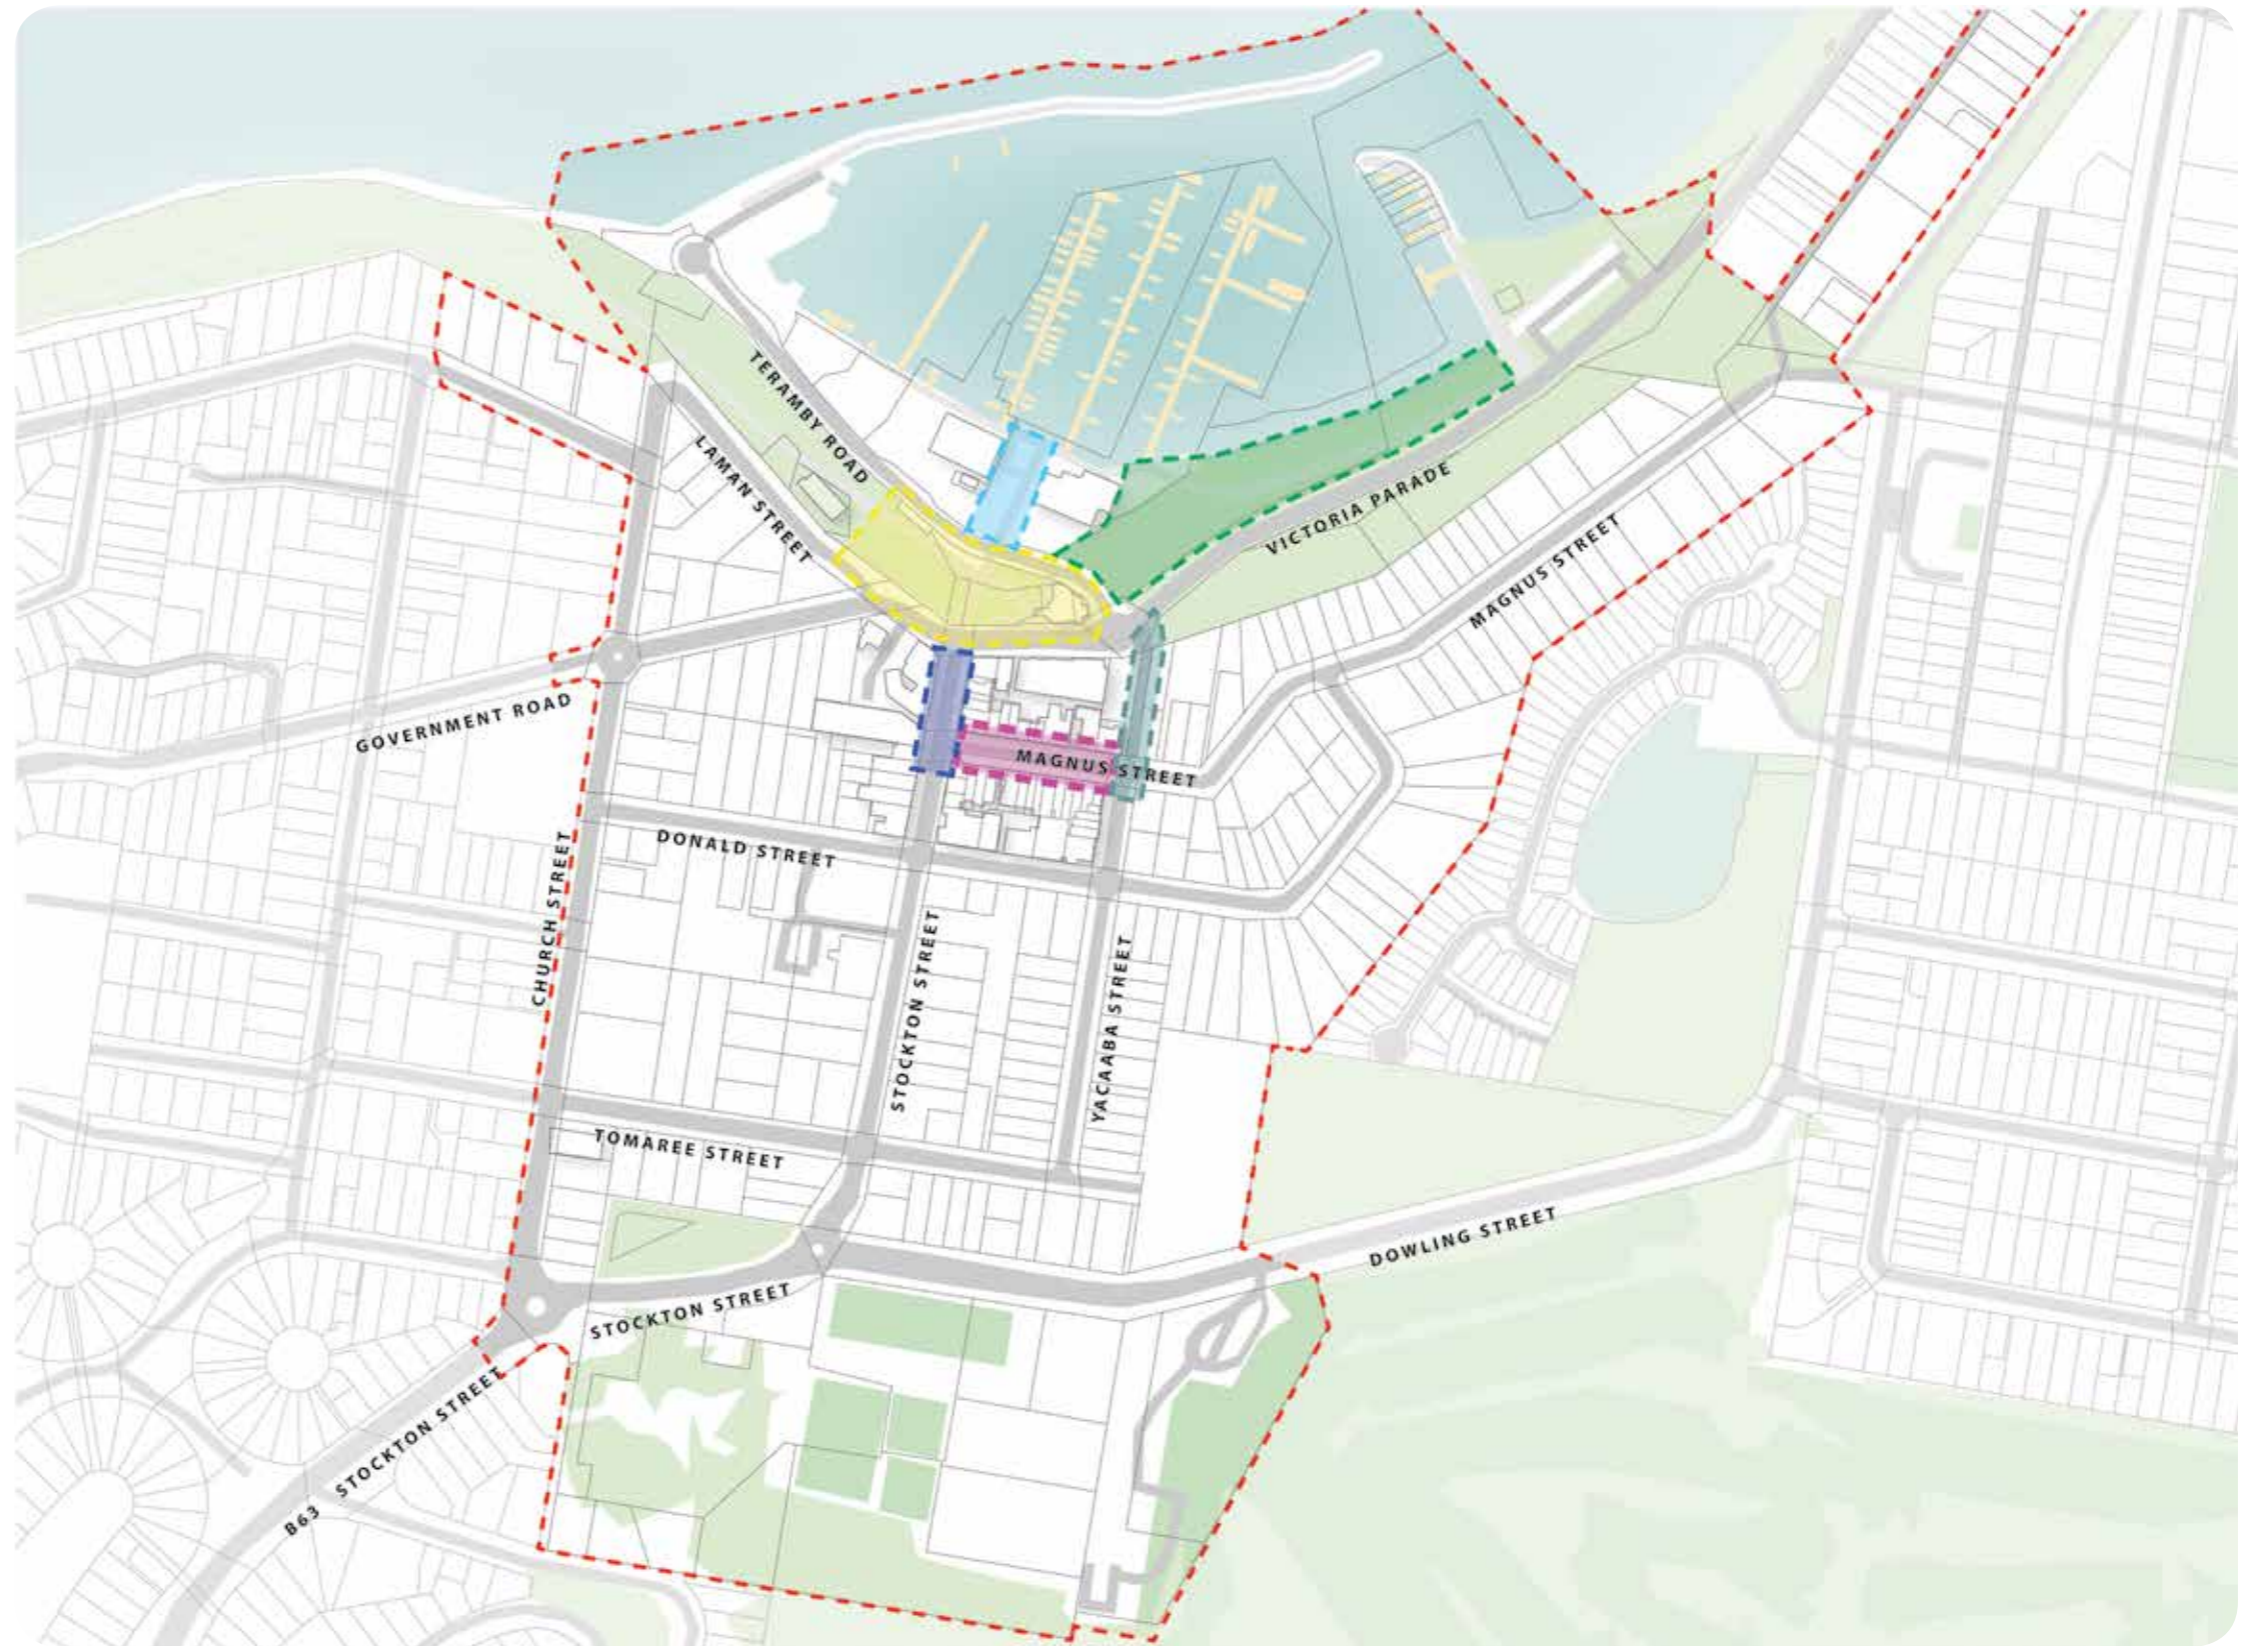 TERAMBY ROAD
LAMAN STREET
VICTORIA PARADE
MAGNUS STREET
GOVERNMENT ROAD
MAGNUS STREET
DONALD STREET
CHURCH STREET
STOCKTON STREET
YACAABA STREET
TOMAREE STREET
DOWLING STREET
STOCKTON STREET
B63 STOCKTON STREET